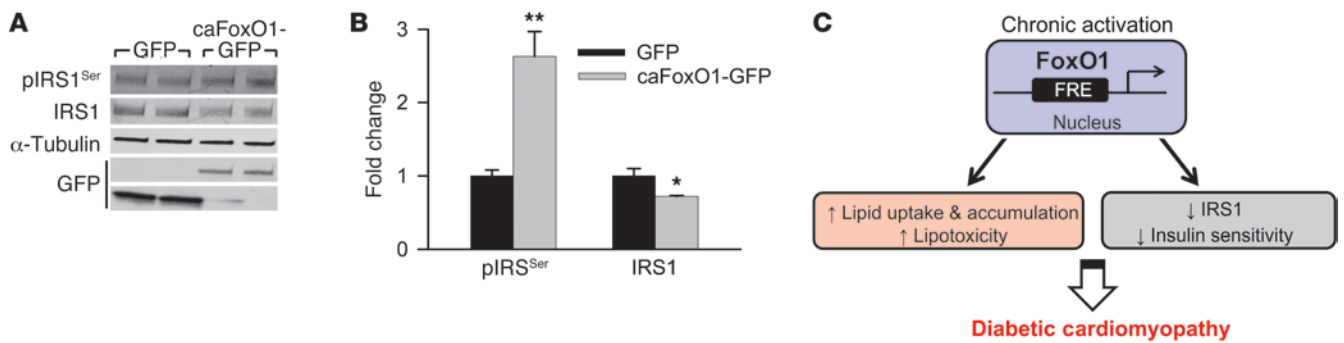 A
caFoxO1-
GFP GFP
pIRS1Ser
IRS1
α-Tubulin
GFP
B
Fold change
3
2
1
0
**
*
GFP
caFoxO1-GFP
pIRSSer IRS1
C
Chronic activation
FoxO1
FRE
Nucleus
↑ Lipid uptake & accumulation
↑ Lipotoxicity
↓ IRS1
↓ Insulin sensitivity
Diabetic cardiomyopathy